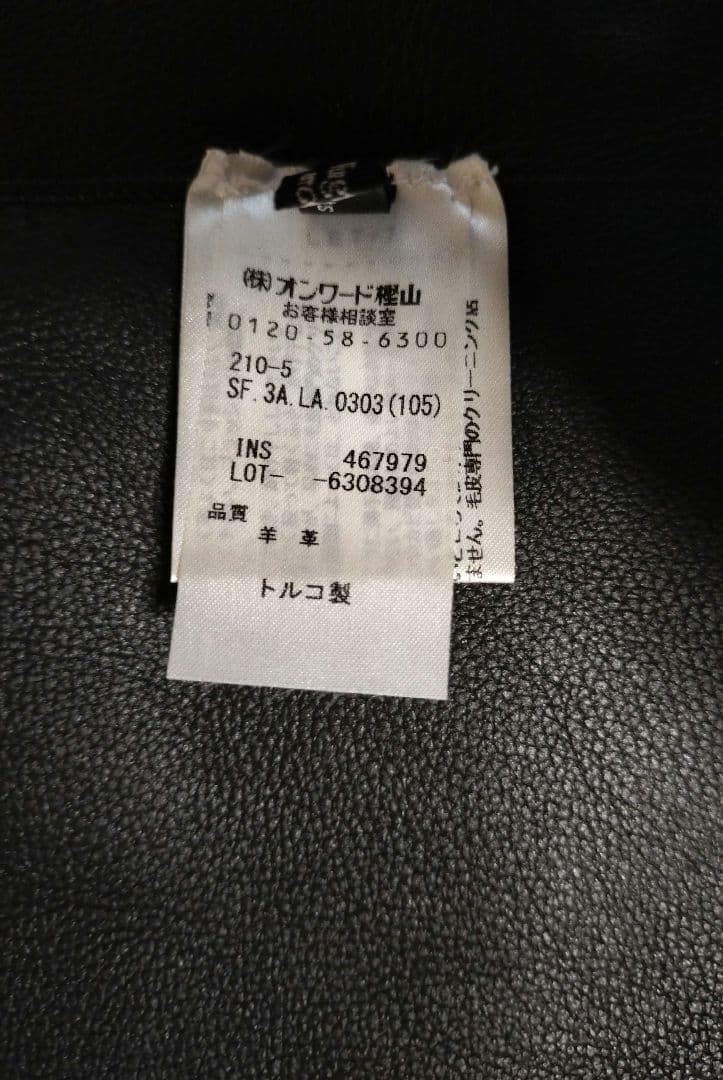 (株)オンワード樫山
お客様相談室
0120-58-6300
210-5
SF.3A.LA.0303(105)
INS 467979
LOT- -6308394
品質
羊 革
トルコ製
ません。毛皮専門のクリーニング店